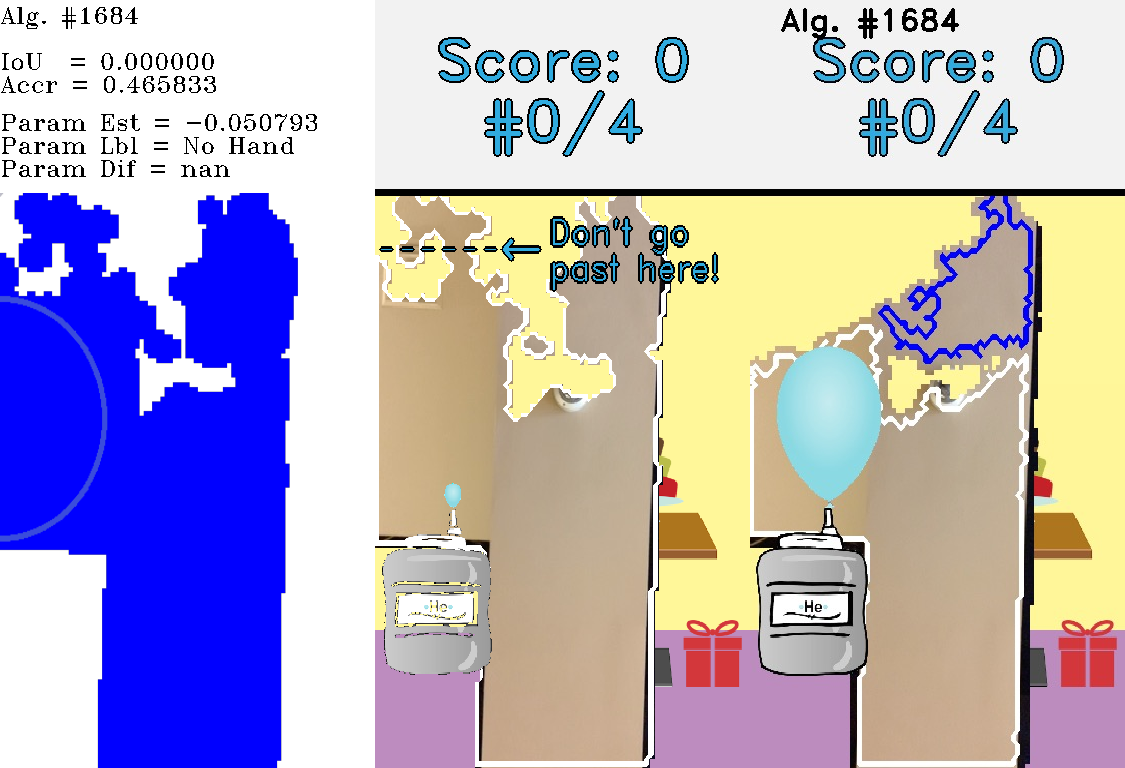 Alg. #1684
IoU = 0.000000
Accr = 0.465833
Param Est = -0.050793
Param Lbl = No Hand
Param Dif = nan
Score: 0
#0/4
Don't go
past here!
He
Alg. #1684
Score: 0
#0/4
He